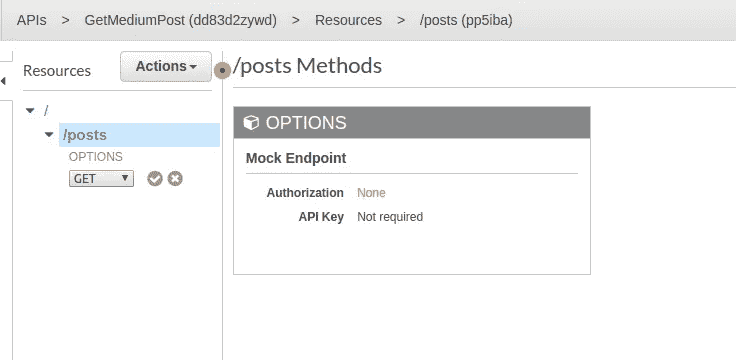 APIs > GetMediumPost (dd83d2zywd) > Resources > /posts (pp5iba)
Resources
Actions
/posts Methods
/
/posts
OPTIONS
GET
OPTIONS
Mock Endpoint
Authorization None
API Key Not required